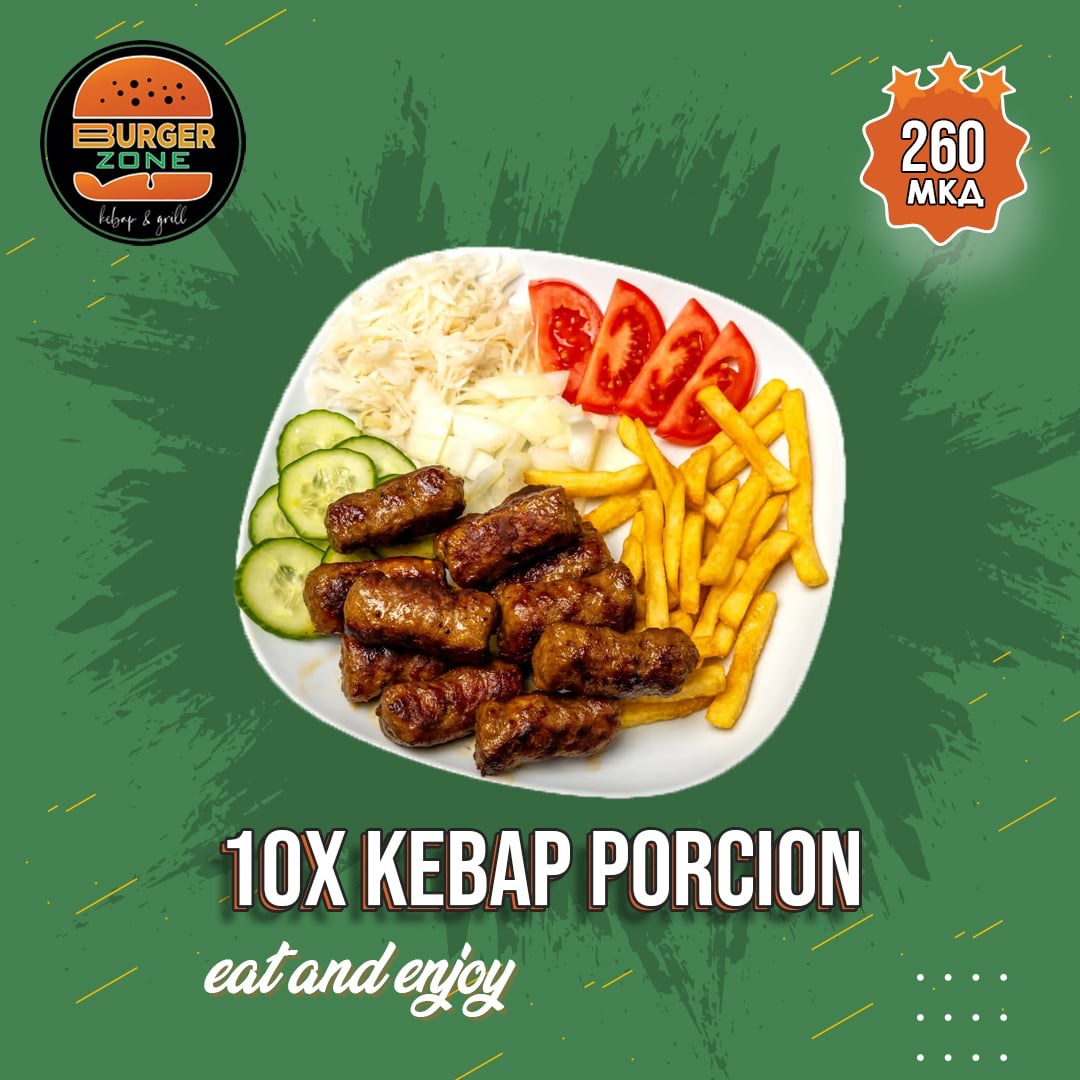 BURGER
ZONE
kebap & grill
260
МКД
10X KEBAP PORCION
eat and enjoy